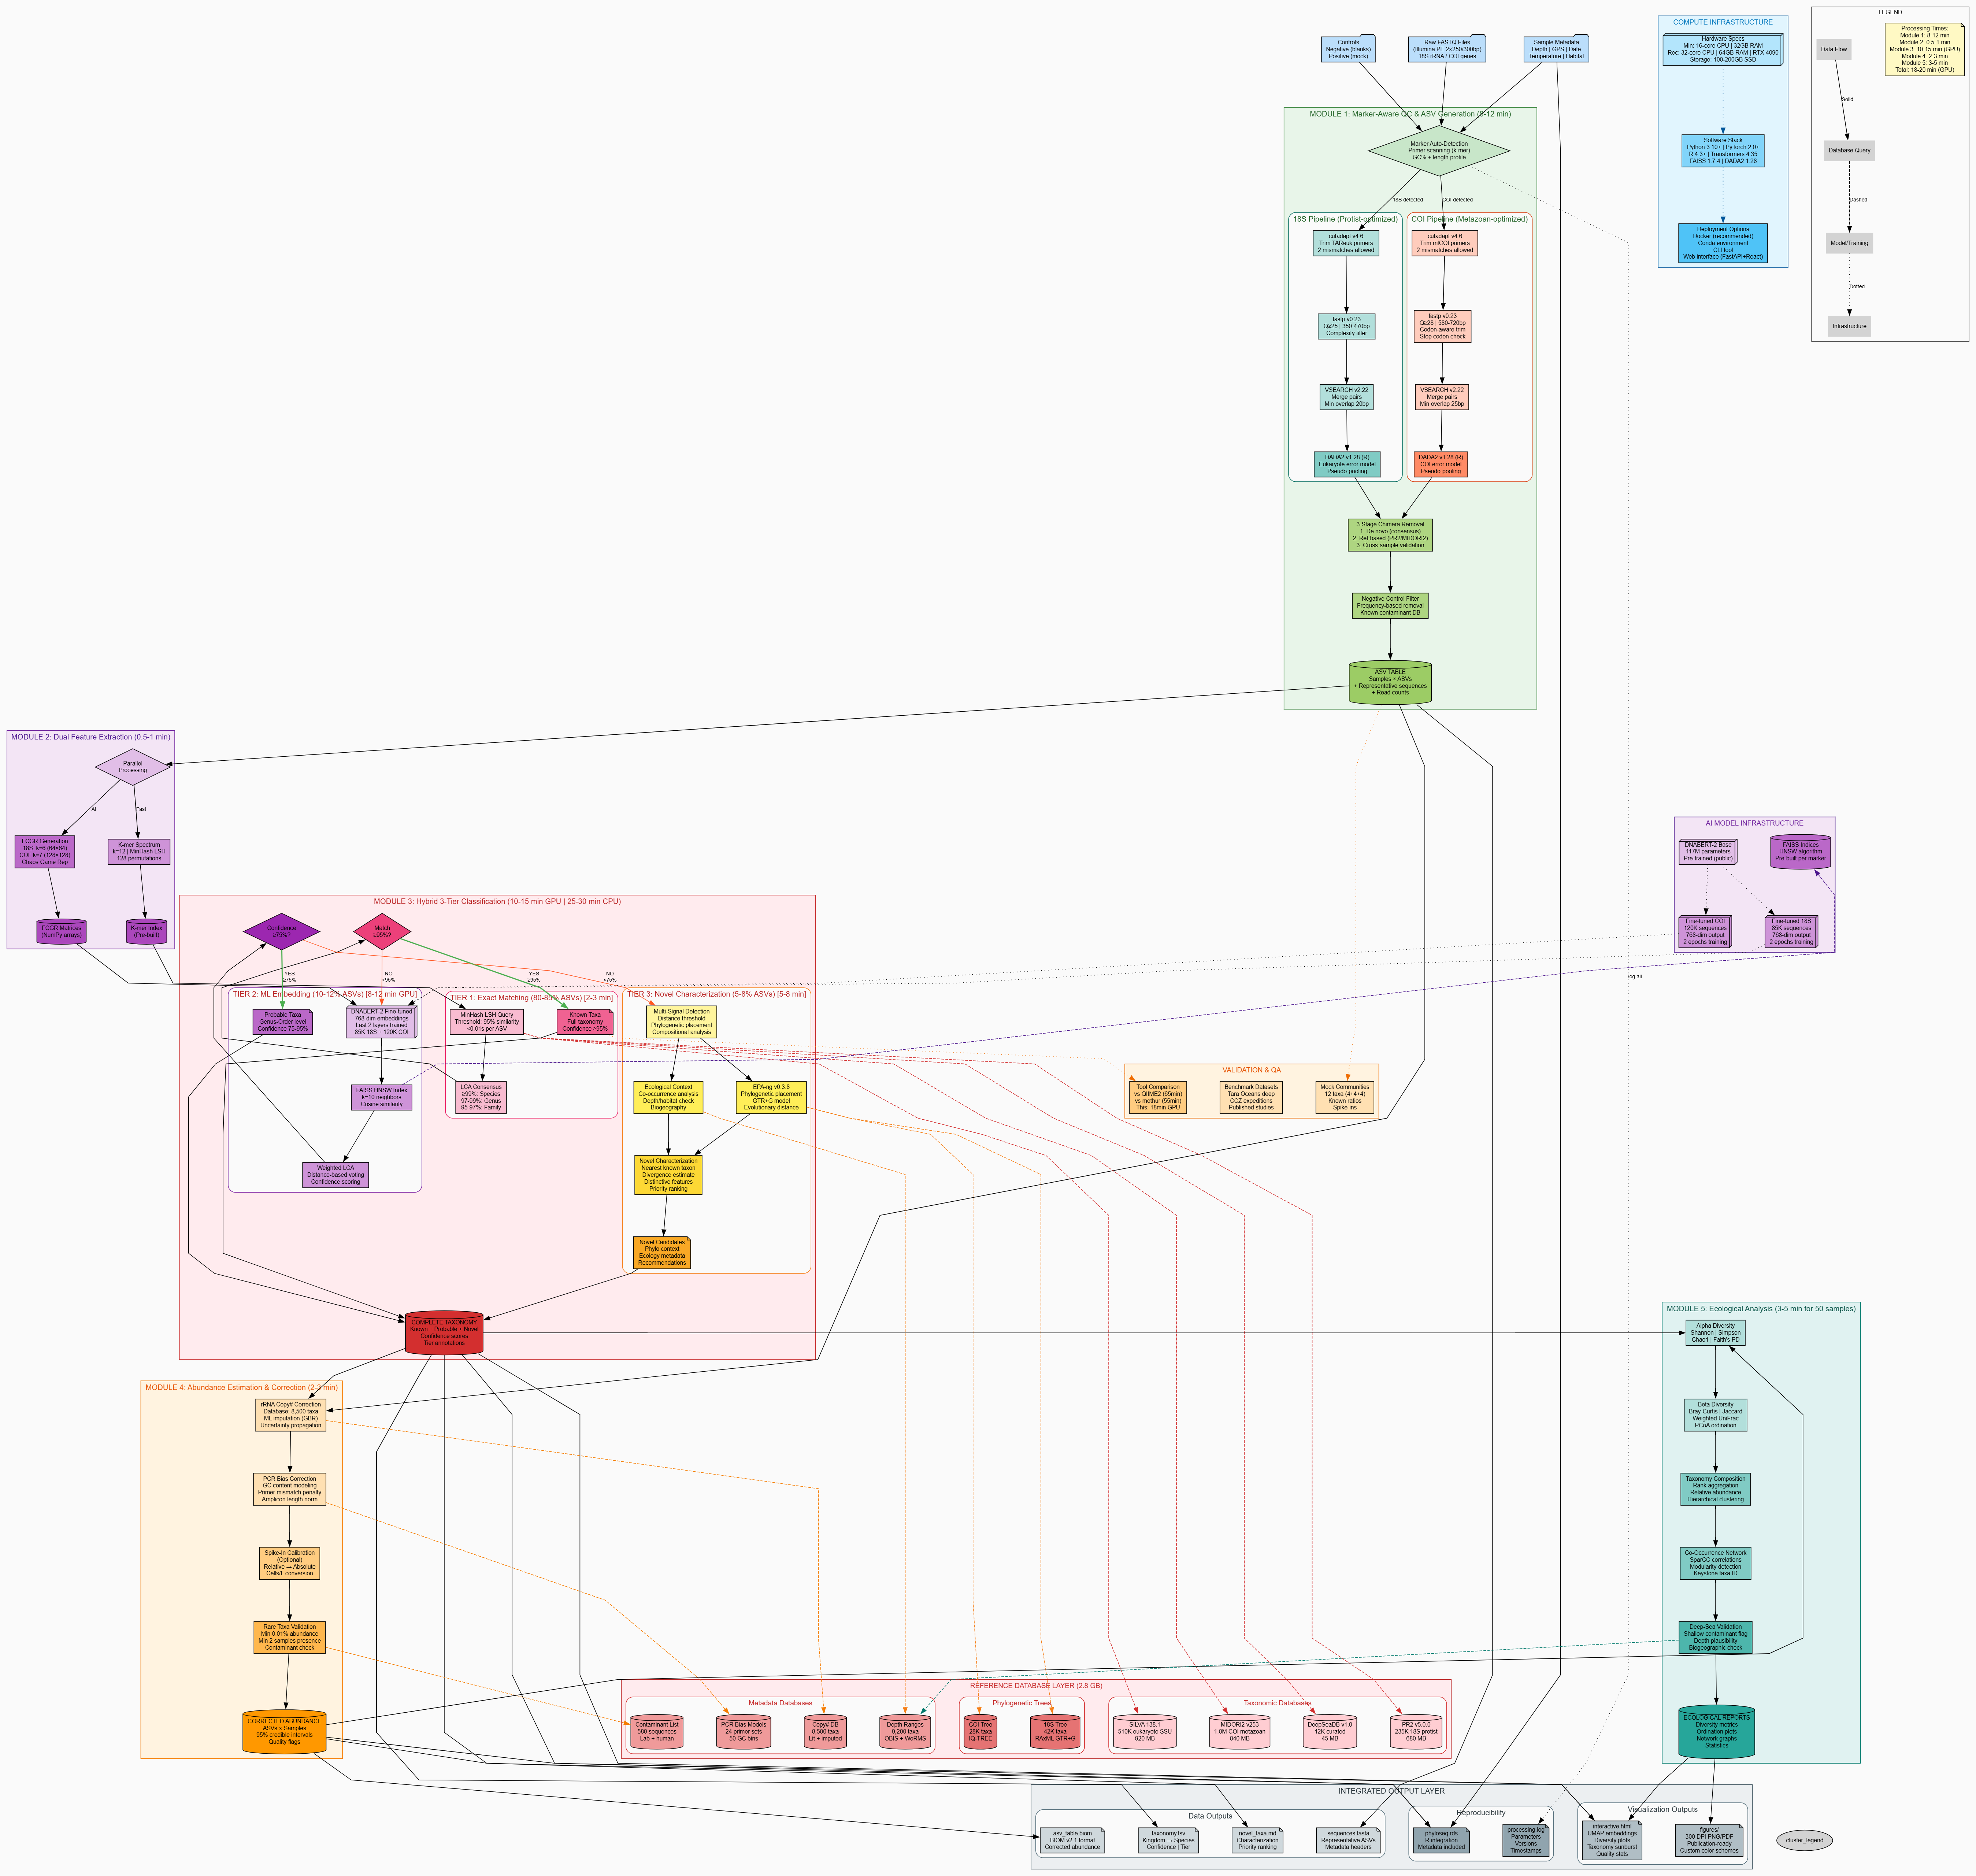 Controls
Negative (blanks)
Positive (mock)
Raw FASTQ Files
(Illumina PE 2×250/300bp)
18S rRNA / COI genes
Sample Metadata
Depth | GPS | Date
Temperature | Habitat
COMPUTE INFRASTRUCTURE
Hardware Specs
Min: 16-core CPU | 32GB RAM
Rec: 32-core CPU | 64GB RAM | RTX 4090
Storage: 100-200GB SSD
Software Stack
Python 3.10+ | PyTorch 2.0+
R 4.3+ | Transformers 4.35
FAISS 1.7.4 | DADA2 1.28
Deployment Options
Docker (recommended)
Conda environment
CLI tool
Web interface (FastAPI+React)
LEGEND
Data Flow
Solid
Database Query
Dashed
Model/Training
Dotted
Infrastructure
Processing Times:
Module 1: 8-12 min
Module 2: 0.5-1 min
Module 3: 10-15 min (GPU)
Module 4: 2-3 min
Module 5: 3-5 min
Total: 18-20 min (GPU)
MODULE 1: Marker-Aware QC & ASV Generation (8-12 min)
Marker Auto-Detection
Primer scanning (k-mer)
GC% + length profile
18S detected
COI detected
18S Pipeline (Protist-optimized)
cutadapt v4.6
Trim TAReuk primers
2 mismatches allowed
fastp v0.23
Q≥25 | 350-470bp
Complexity filter
VSEARCH v2.22
Merge pairs
Min overlap 20bp
DADA2 v1.28 (R)
Eukaryote error model
Pseudo-pooling
COI Pipeline (Metazoan-optimized)
cutadapt v4.6
Trim mlCOI primers
2 mismatches allowed
fastp v0.23
Q≥28 | 580-720bp
Codon-aware trim
Stop codon check
VSEARCH v2.22
Merge pairs
Min overlap 25bp
DADA2 v1.28 (R)
COI error model
Pseudo-pooling
3-Stage Chimera Removal
1. De novo (consensus)
2. Ref-based (PR2/MIDORI2)
3. Cross-sample validation
Negative Control Filter
Frequency-based removal
Known contaminant DB
ASV TABLE
Samples × ASVs
+ Representative sequences
+ Read counts
MODULE 2: Dual Feature Extraction (0.5-1 min)
Parallel
Processing
AI
Fast
FCGR Generation
18S: k=6 (64×64)
COI: k=7 (128×128)
Chaos Game Rep
K-mer Spectrum
k=12 | MinHash LSH
128 permutations
FCGR Matrices
(NumPy arrays)
K-mer Index
(Pre-built)
AI MODEL INFRASTRUCTURE
DNABERT-2 Base
117M parameters
Pre-trained (public)
FAISS Indices
HNSW algorithm
Pre-built per marker
Fine-tuned COI
120K sequences
768-dim output
2 epochs training
Fine-tuned 18S
85K sequences
768-dim output
2 epochs training
log all
MODULE 3: Hybrid 3-Tier Classification (10-15 min GPU | 25-30 min CPU)
Confidence
≥75%?
Match
≥95%?
YES
≥75%
NO
<95%
YES
≥95%
NO
<75%
TIER 2: ML Embedding (10-12% ASVs) [8-12 min GPU]
Probable Taxa
Genus-Order level
Confidence 75-95%
DNABERT-2 Fine-tuned
768-dim embeddings
Last 2 layers trained
85K 18S + 120K COI
FAISS HNSW Index
k=10 neighbors
Cosine similarity
Weighted LCA
Distance-based voting
Confidence scoring
TIER 1: Exact Matching (80-85% ASVs) [2-3 min]
MinHash LSH Query
Threshold: 95% similarity
<0.01s per ASV
Known Taxa
Full taxonomy
Confidence ≥95%
LCA Consensus
≥99%: Species
97-99%: Genus
95-97%: Family
TIER 3: Novel Characterization (5-8% ASVs) [5-8 min]
Multi-Signal Detection
Distance threshold
Phylogenetic placement
Compositional analysis
Ecological Context
Co-occurrence analysis
Depth/habitat check
Biogeography
EPA-ng v0.3.8
Phylogenetic placement
GTR+G model
Evolutionary distance
Novel Characterization
Nearest known taxon
Divergence estimate
Distinctive features
Priority ranking
Novel Candidates
Phylo context
Ecology metadata
Recommendations
COMPLETE TAXONOMY
Known + Probable + Novel
Confidence scores
Tier annotations
VALIDATION & QA
Tool Comparison
vs QIIME2 (65min)
vs mothur (55min)
This: 18min GPU
Benchmark Datasets
Tara Oceans deep
CCZ expeditions
Published studies
Mock Communities
12 taxa (4+4+4)
Known ratios
Spike-ins
MODULE 4: Abundance Estimation & Correction (2-3 min)
rRNA Copy# Correction
Database: 8,500 taxa
ML imputation (GBR)
Uncertainty propagation
PCR Bias Correction
GC content modeling
Primer mismatch penalty
Amplicon length norm
Spike-In Calibration
(Optional)
Relative → Absolute
Cells/L conversion
Rare Taxa Validation
Min 0.01% abundance
Min 2 samples presence
Contaminant check
CORRECTED ABUNDANCE
ASVs × Samples
95% credible intervals
Quality flags
MODULE 5: Ecological Analysis (3-5 min for 50 samples)
Alpha Diversity
Shannon | Simpson
Chao1 | Faith's PD
Beta Diversity
Bray-Curtis | Jaccard
Weighted UniFrac
PCoA ordination
Taxonomy Composition
Rank aggregation
Relative abundance
Hierarchical clustering
Co-Occurrence Network
SparCC correlations
Modularity detection
Keystone taxa ID
Deep-Sea Validation
Shallow contaminant flag
Depth plausibility
Biogeographic check
ECOLOGICAL REPORTS
Diversity metrics
Ordination plots
Network graphs
Statistics
REFERENCE DATABASE LAYER (2.8 GB)
Metadata Databases
Contaminant List
580 sequences
Lab + human
PCR Bias Models
24 primer sets
50 GC bins
Copy# DB
8,500 taxa
Lit + imputed
Depth Ranges
9,200 taxa
OBIS + WoRMS
Phylogenetic Trees
COI Tree
28K taxa
IQ-TREE
18S Tree
42K taxa
RAxML GTR+G
Taxonomic Databases
SILVA 138.1
510K eukaryote SSU
920 MB
MIDORI2 v253
1.8M COI metazoan
840 MB
DeepSeaDB v1.0
12K curated
45 MB
PR2 v5.0.0
235K 18S protist
680 MB
INTEGRATED OUTPUT LAYER
Data Outputs
asv_table.biom
BIOM v2.1 format
Corrected abundance
taxonomy.tsv
Kingdom → Species
Confidence | Tier
novel_taxa.md
Characterization
Priority ranking
sequences.fasta
Representative ASVs
Metadata headers
Reproducibility
phyloseq.rds
R integration
Metadata included
processing.log
Parameters
Versions
Timestamps
Visualization Outputs
interactive.html
UMAP embeddings
Diversity plots
Taxonomy sunburst
Quality stats
figures/
300 DPI PNG/PDF
Publication-ready
Custom color schemes
cluster_legend